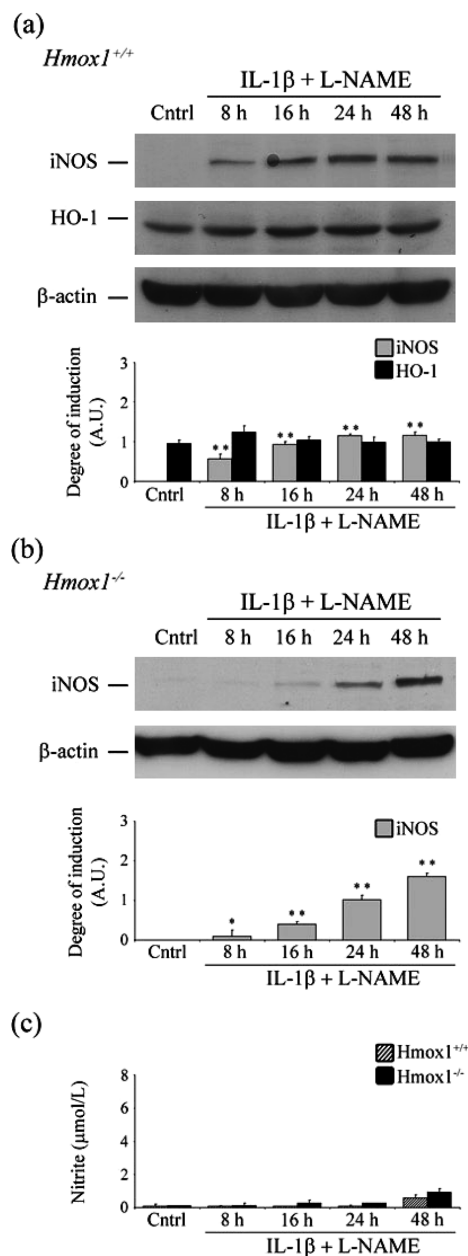 (a)
Hmox1+/+
IL-1β + L-NAME
Cntrl 8 h 16 h 24 h 48 h
iNOS
HO-1
β-actin
iNOS
HO-1
Degree of induction
(A.U.)
3
2
1
0
** ** ** **
Cntrl 8 h 16 h 24 h 48 h
IL-1β + L-NAME
(b)
Hmox1-/-
IL-1β + L-NAME
Cntrl 8 h 16 h 24 h 48 h
iNOS
β-actin
iNOS
Degree of induction
(A.U.)
3
2
1
0
* ** ** **
Cntrl 8 h 16 h 24 h 48 h
IL-1β + L-NAME
(c)
Hmox1+/+
Hmox1-/-
Nitrite (μmol/L)
8
6
4
2
0
Cntrl 8 h 16 h 24 h 48 h
IL-1β + L-NAME